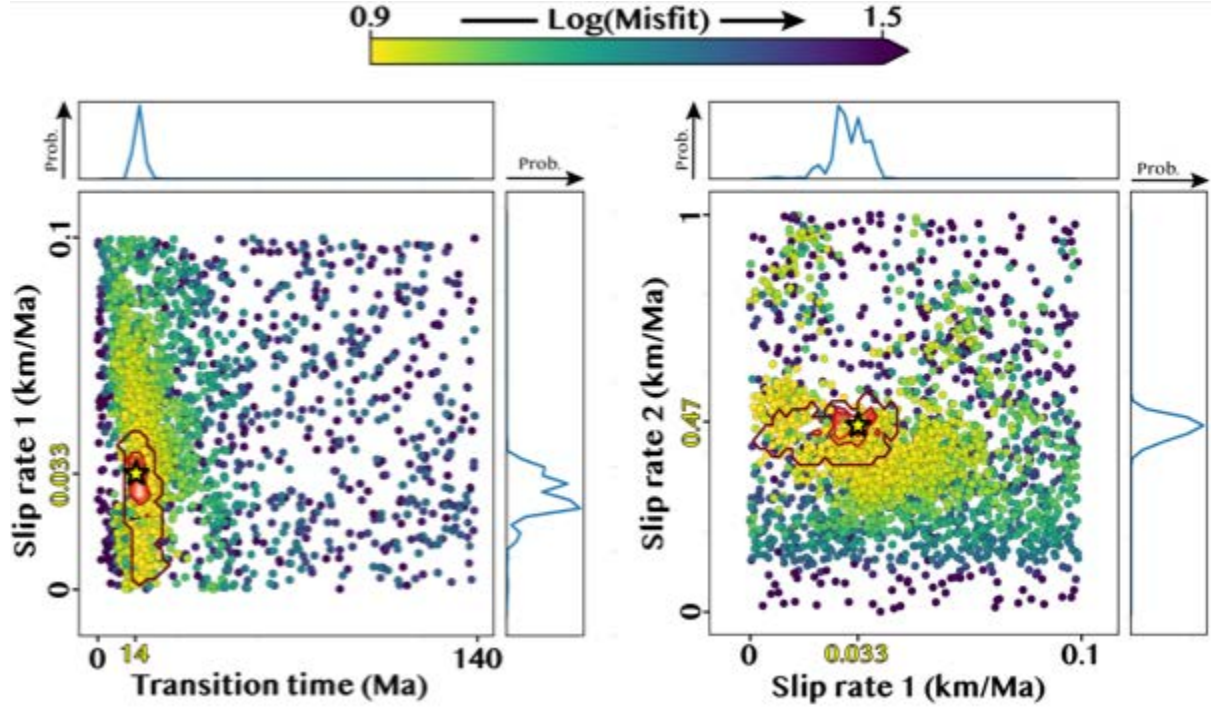 0.9 Log(Misfit) 1.5
Prob.
Prob.
Prob.
Prob.
Slip rate 1 (km/Ma)
0.1
0.033
0
0 14 140
Transition time (Ma)
Slip rate 2 (km/Ma)
1
0.47
0
0 0.033 0.1
Slip rate 1 (km/Ma)